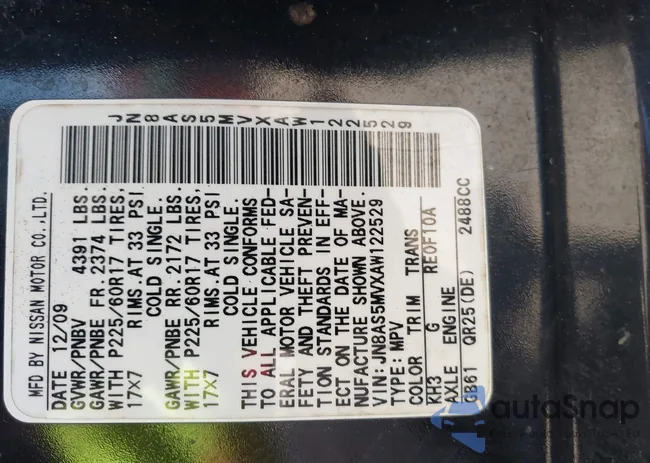 JN8AS5MVXAW122529
MFD BY NISSAN MOTOR CO.,LTD.
DATE 12/09
GVWR/PNBV 4391 LBS.
GAWR/PNBE FR. 2374 LBS.
WITH P225/60R17 TIRES,
17X7 RIMS.AT 33 PSI
COLD SINGLE.
GAWR/PNBE RR. 2172 LBS.
WITH P225/60R17 TIRES,
17X7 RIMS.AT 33 PSI
COLD SINGLE.
THIS VEHICLE CONFORMS
TO ALL APPLICABLE FED-
ERAL MOTOR VEHICLE SA-
FETY AND THEFT PREVEN-
TION STANDARDS IN EFF-
ECT ON THE DATE OF MA-
NUFACTURE SHOWN ABOVE.
VIN: JN8AS5MVXAW122529
TYPE: MPV
COLOR TRIM TRANS
KH3 G RE0F10A
AXLE ENGINE
GB61 QR25(DE) 2488CC
autoSnap